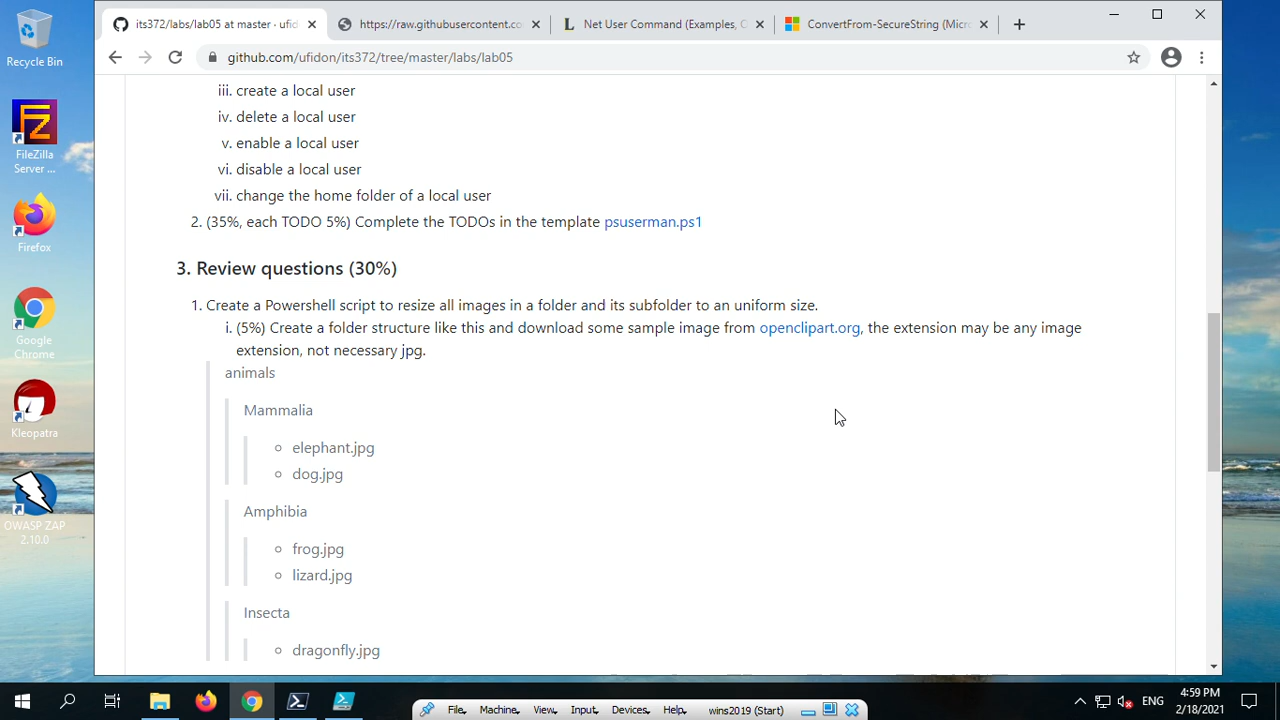 its372/labs/lab05 at master · ufid
https://raw.githubusercontent.co
Net User Command (Examples, O
ConvertFrom-SecureString (Micro
github.com/ufidon/its372/tree/master/labs/lab05
Recycle Bin
FileZilla
Server ...
Firefox
Google
Chrome
Kleopatra
OWASP ZAP
2.10.0
iii. create a local user
iv. delete a local user
v. enable a local user
vi. disable a local user
vii. change the home folder of a local user
2. (35%, each TODO 5%) Complete the TODOs in the template psuserman.ps1
3. Review questions (30%)
1. Create a Powershell script to resize all images in a folder and its subfolder to an uniform size.
i. (5%) Create a folder structure like this and download some sample image from openclipart.org, the extension may be any image
extension, not necessary jpg.
animals
Mammalia
elephant.jpg
dog.jpg
Amphibia
frog.jpg
lizard.jpg
Insecta
dragonfly.jpg
File Machine View Input Devices Help wins2019 (Start)
ENG
4:59 PM
2/18/2021